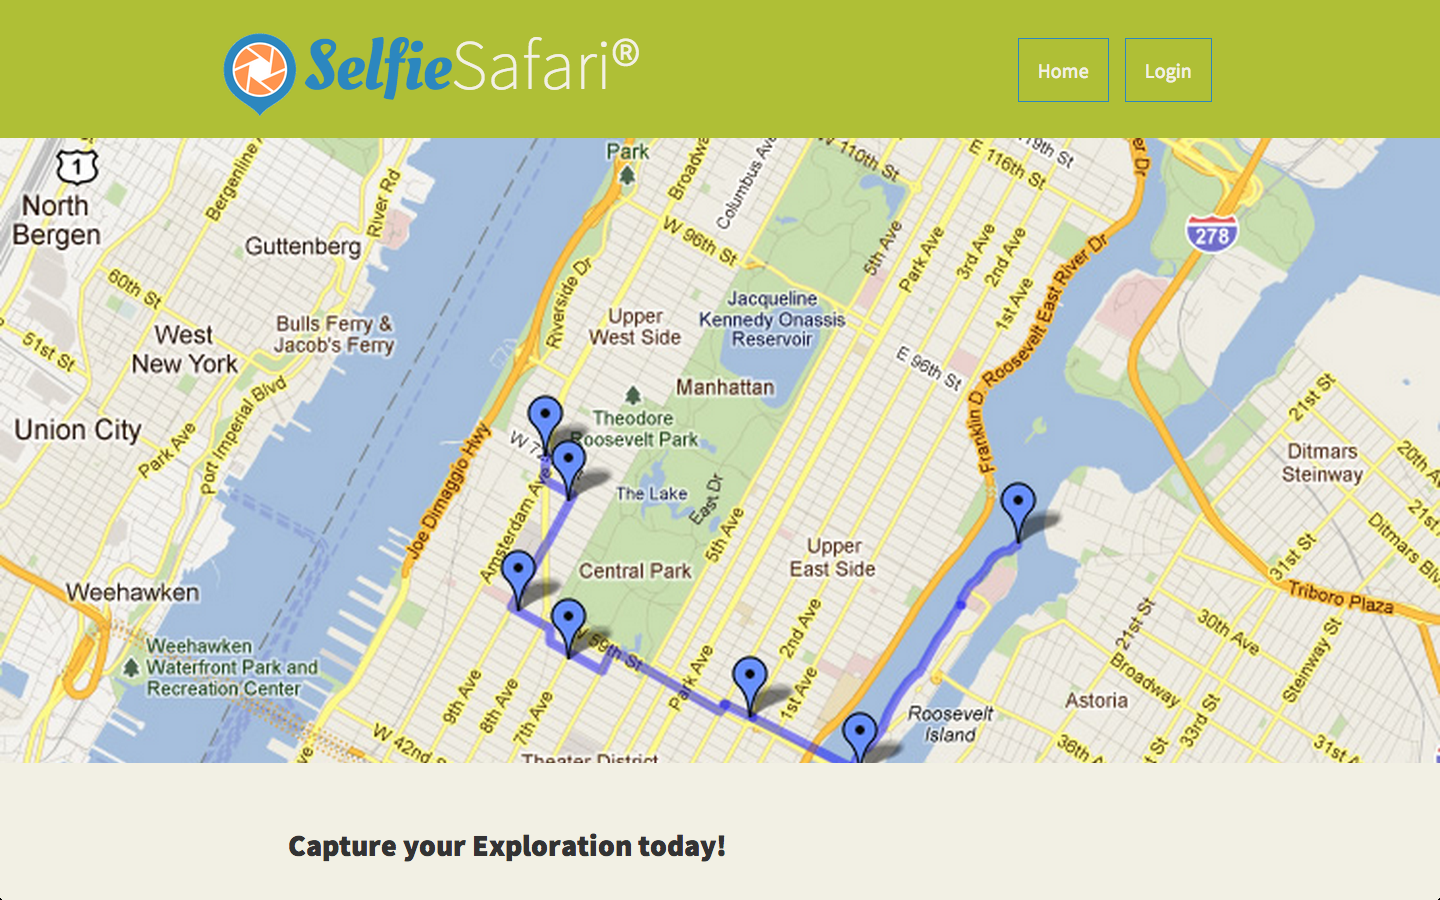 SelfieSafari®
Home
Login
1
North
Bergen
Bergenline
River Rd
Guttenberg
60th St
51st St
West
New York
Bulls Ferry &
Jacob's Ferry
Union City
Park Ave
Port Imperial Blvd
Weehawken
Weehawken
Waterfront Park and
Recreation Center
Park
Broadwa
Columbus Ave
W 110th St
E 116th St
119th St
er Dr
278
W 96th St
5th Ave
Park Ave
3rd Ave
2nd Ave
1st Ave
Riverside Dr
Upper
West Side
Jacqueline
Kennedy Onassis
Reservoir
E 96th St
Franklin D. Roosevelt East River Dr
Manhattan
Theodore
Roosevelt Park
Joe Dimaggio Hwy
W 72
Amsterdam Ave
The Lake
East Dr
5th Ave
Central Park
Upper
East Side
W 59th St
Park Ave
2nd Ave
1st Ave
9th Ave
8th Ave
7th Ave
W 42nd S
Theater District
Roosevelt
Island
21st St
Ditmars
Steinway
20th A
21st
Ditmars Blv
31st St
Triboro Plaza
21st St
30th Ave
Broadway
Steinway St
Astoria
33rd St
36th Av
31st A
Capture your Exploration today!